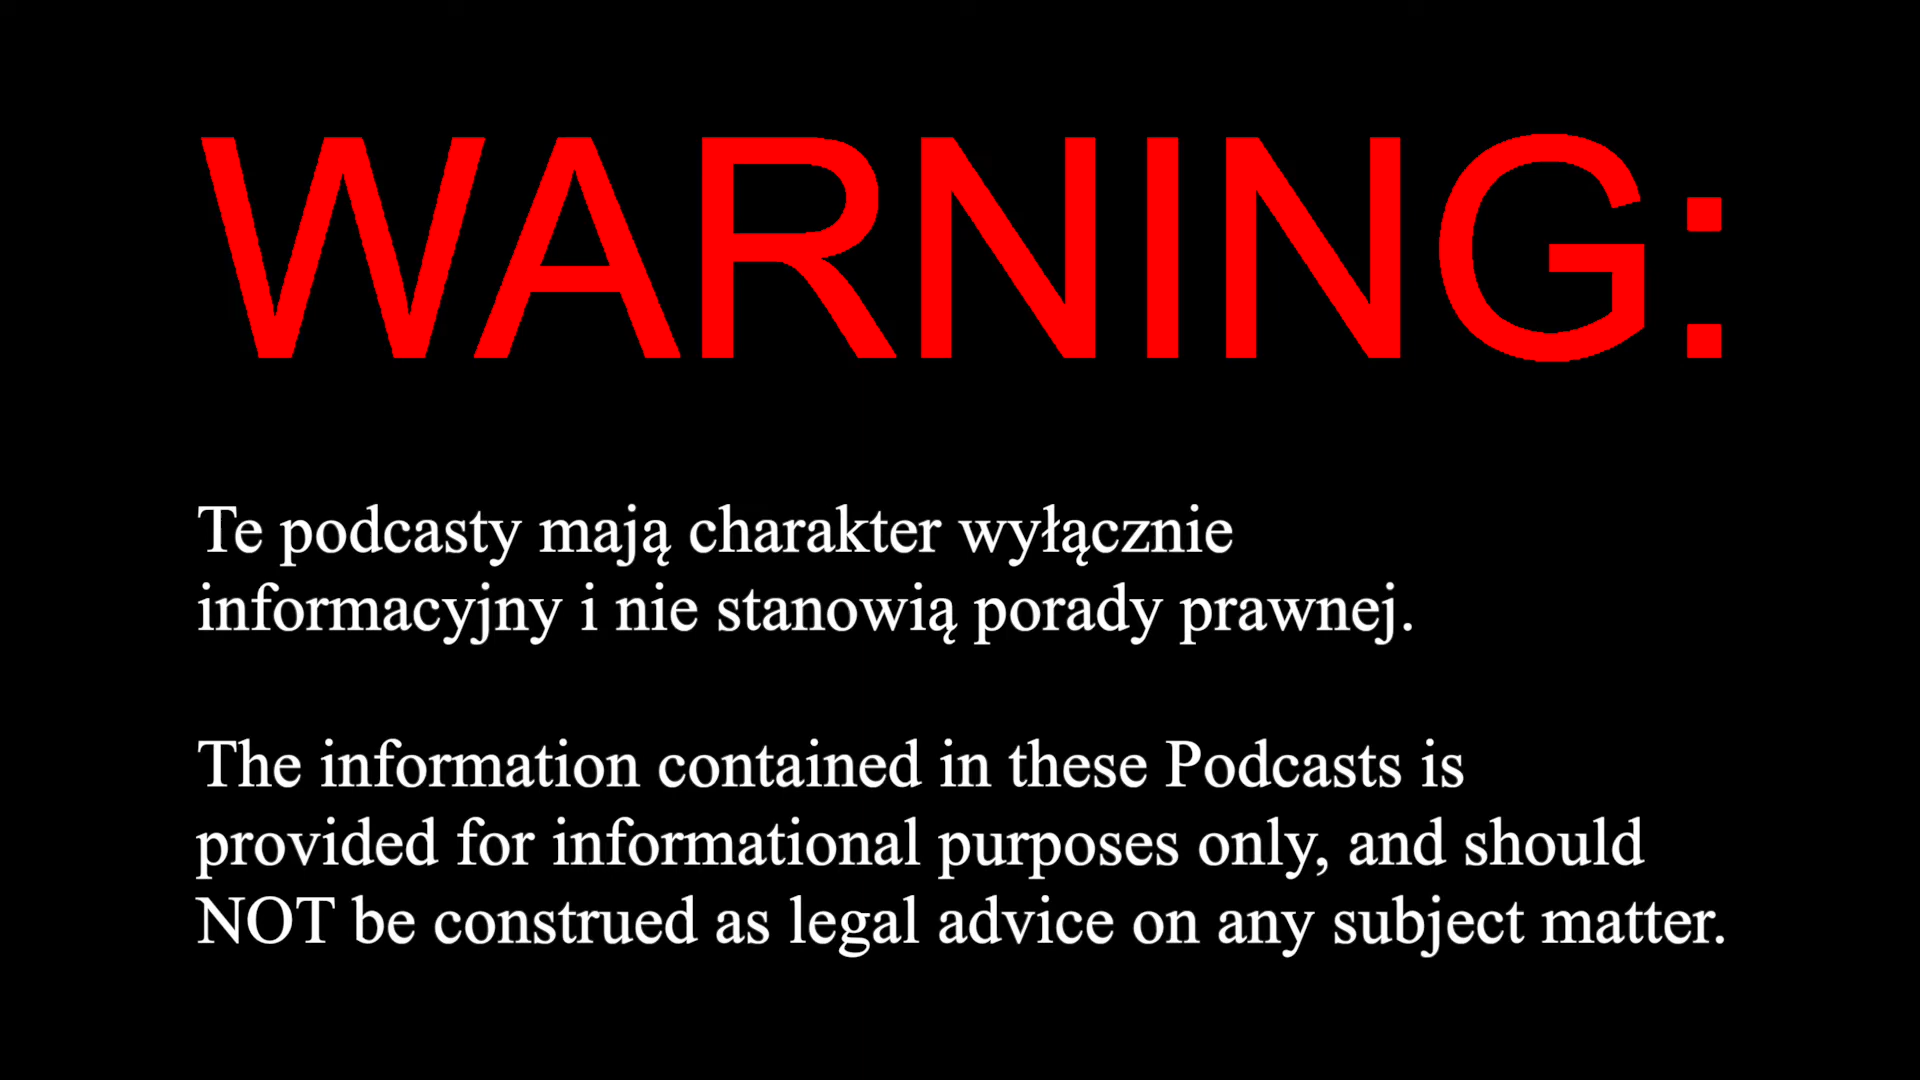 WARNING:
Te podcasty mają charakter wyłącznie
informacyjny i nie stanowią porady prawnej.
The information contained in these Podcasts is
provided for informational purposes only, and should
NOT be construed as legal advice on any subject matter.